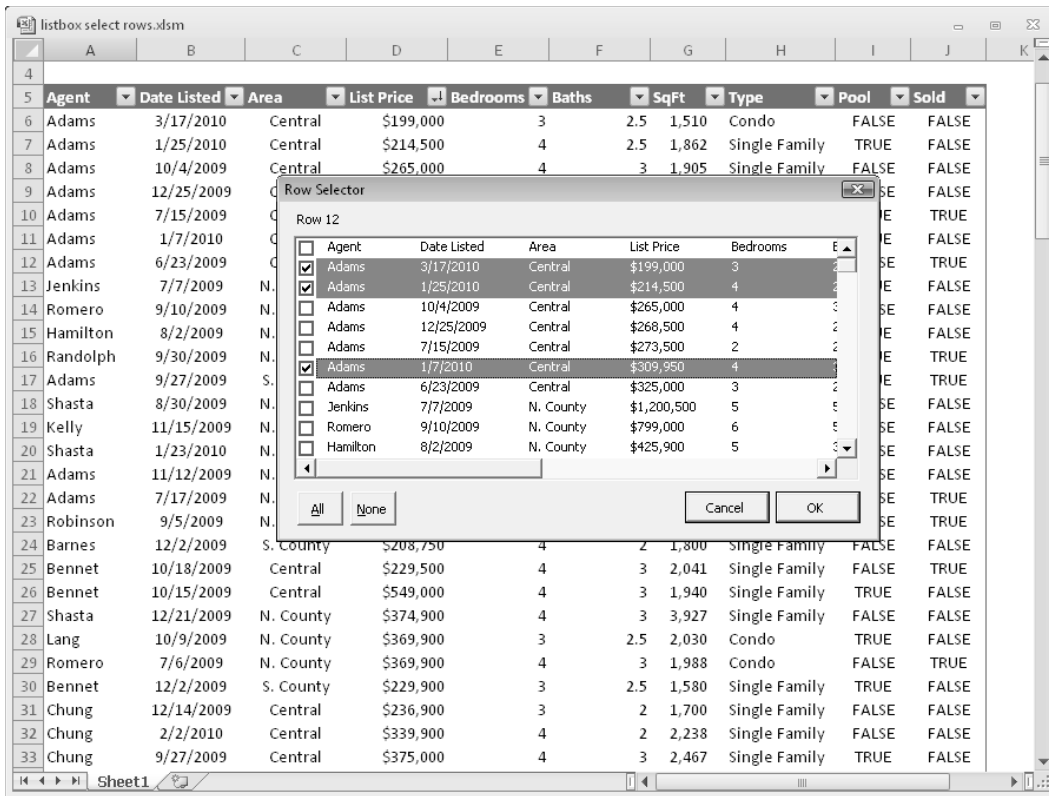 listbox select rows.xlsm
A B C D E F G H I J K
4
5 Agent Date Listed Area List Price Bedrooms Baths SqFt Type Pool Sold
6 Adams 3/17/2010 Central $199,000 3 2.5 1,510 Condo FALSE FALSE
7 Adams 1/25/2010 Central $214,500 4 2.5 1,862 Single Family TRUE FALSE
8 Adams 10/4/2009 Central $265,000 4 3 1,905 Single Family FALSE FALSE
9 Adams 12/25/2009 FALSE
10 Adams 7/15/2009 TRUE
11 Adams 1/7/2010 FALSE
12 Adams 6/23/2009 TRUE
13 Jenkins 7/7/2009 N. FALSE
14 Romero 9/10/2009 N. FALSE
15 Hamilton 8/2/2009 N. FALSE
16 Randolph 9/30/2009 N. TRUE
17 Adams 9/27/2009 S. TRUE
18 Shasta 8/30/2009 N. FALSE
19 Kelly 11/15/2009 N. FALSE
20 Shasta 1/23/2010 N. FALSE
21 Adams 11/12/2009 N. FALSE
22 Adams 7/17/2009 N. TRUE
23 Robinson 9/5/2009 N. TRUE
24 Barnes 12/2/2009 S. County $208,750 4 2 1,800 Single Family FALSE FALSE
25 Bennet 10/18/2009 Central $229,500 4 3 2,041 Single Family FALSE TRUE
26 Bennet 10/15/2009 Central $549,000 4 3 1,940 Single Family TRUE FALSE
27 Shasta 12/21/2009 N. County $374,900 4 3 3,927 Single Family FALSE FALSE
28 Lang 10/9/2009 N. County $369,900 3 2.5 2,030 Condo TRUE FALSE
29 Romero 7/6/2009 N. County $369,900 4 3 1,988 Condo FALSE TRUE
30 Bennet 12/2/2009 S. County $229,900 3 2.5 1,580 Single Family TRUE FALSE
31 Chung 12/14/2009 Central $236,900 3 2 1,700 Single Family FALSE FALSE
32 Chung 2/2/2010 Central $339,900 4 2 2,238 Single Family FALSE FALSE
33 Chung 9/27/2009 Central $375,000 4 3 2,467 Single Family TRUE FALSE
Sheet1
Row Selector
Row 12
Agent Date Listed Area List Price Bedrooms
Adams 3/17/2010 Central $199,000 3
Adams 1/25/2010 Central $214,500 4
Adams 10/4/2009 Central $265,000 4
Adams 12/25/2009 Central $268,500 4
Adams 7/15/2009 Central $273,500 2
Adams 1/7/2010 Central $309,950 4
Adams 6/23/2009 Central $325,000 3
Jenkins 7/7/2009 N. County $1,200,500 5
Romero 9/10/2009 N. County $799,000 6
Hamilton 8/2/2009 N. County $425,900 5
All None Cancel OK